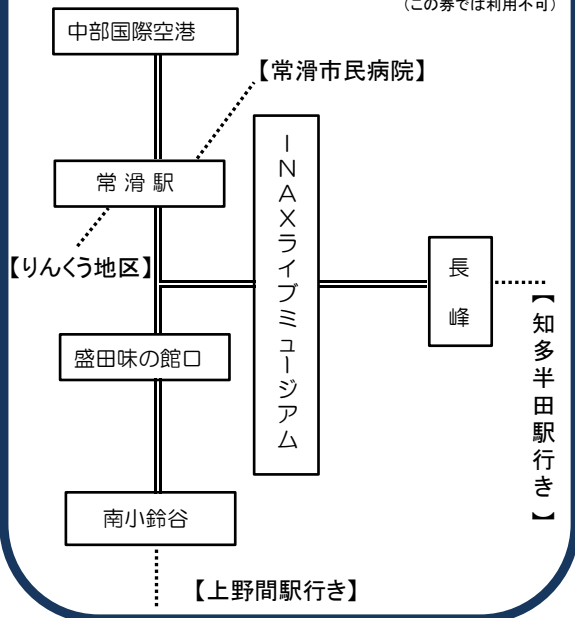 (この券では利用不可)
中部国際空港
【常滑市民病院】
常滑駅
【りんくう地区】
INAXライブミュージアム
長峰
【知多半田駅行き】
盛田味の館口
南小鈴谷
【上野間駅行き】